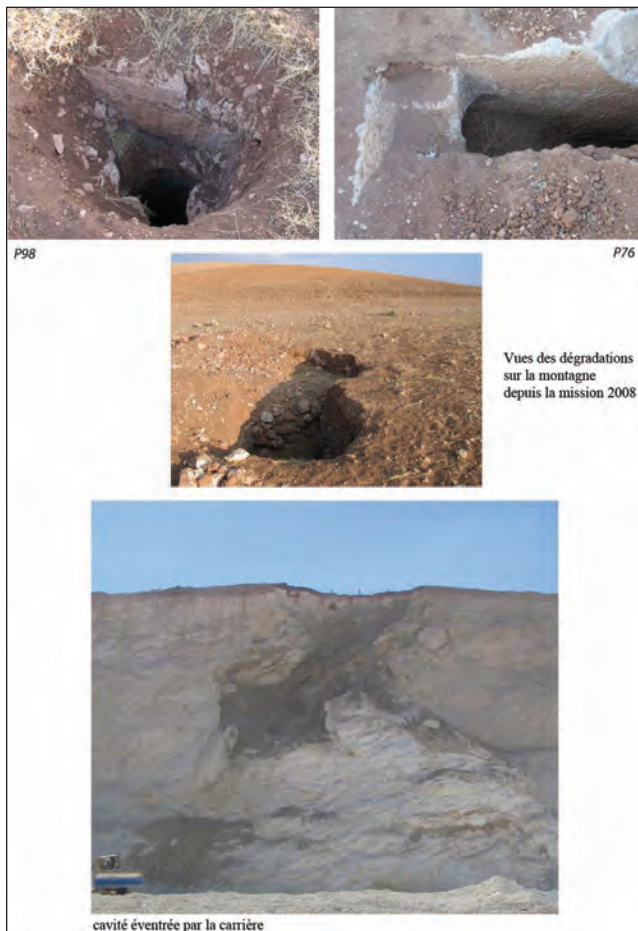 P98
P76
Vues des dégradations
sur la montagne
depuis la mission 2008
cavité éventrée par la carrière